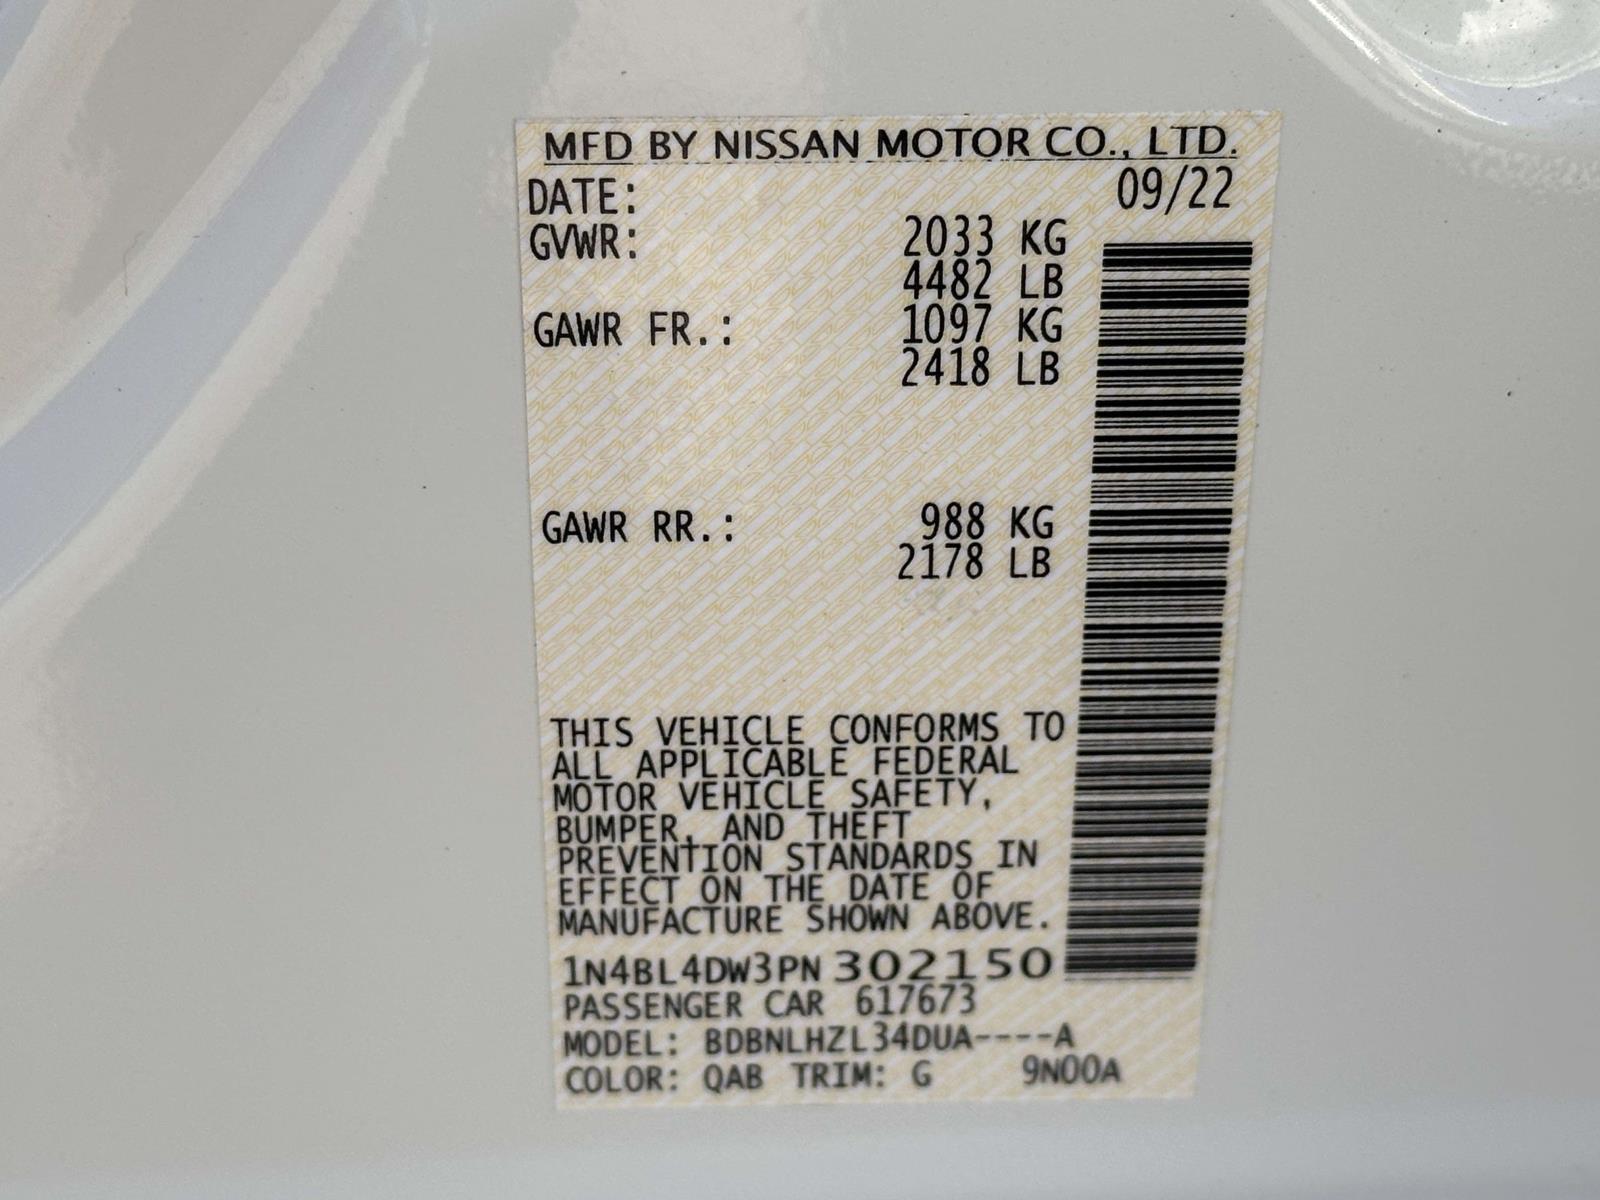 MFD BY NISSAN MOTOR CO., LTD.
DATE: 09/22
GVWR: 2033 KG
4482 LB
GAWR FR.: 1097 KG
2418 LB
GAWR RR.: 988 KG
2178 LB
THIS VEHICLE CONFORMS TO
ALL APPLICABLE FEDERAL
MOTOR VEHICLE SAFETY,
BUMPER, AND THEFT
PREVENTION STANDARDS IN
EFFECT ON THE DATE OF
MANUFACTURE SHOWN ABOVE.
1N4BL4DW3PN302150
PASSENGER CAR 617673
MODEL: BDBNLHZL34DUA----A
COLOR: QAB TRIM: G 9N00A